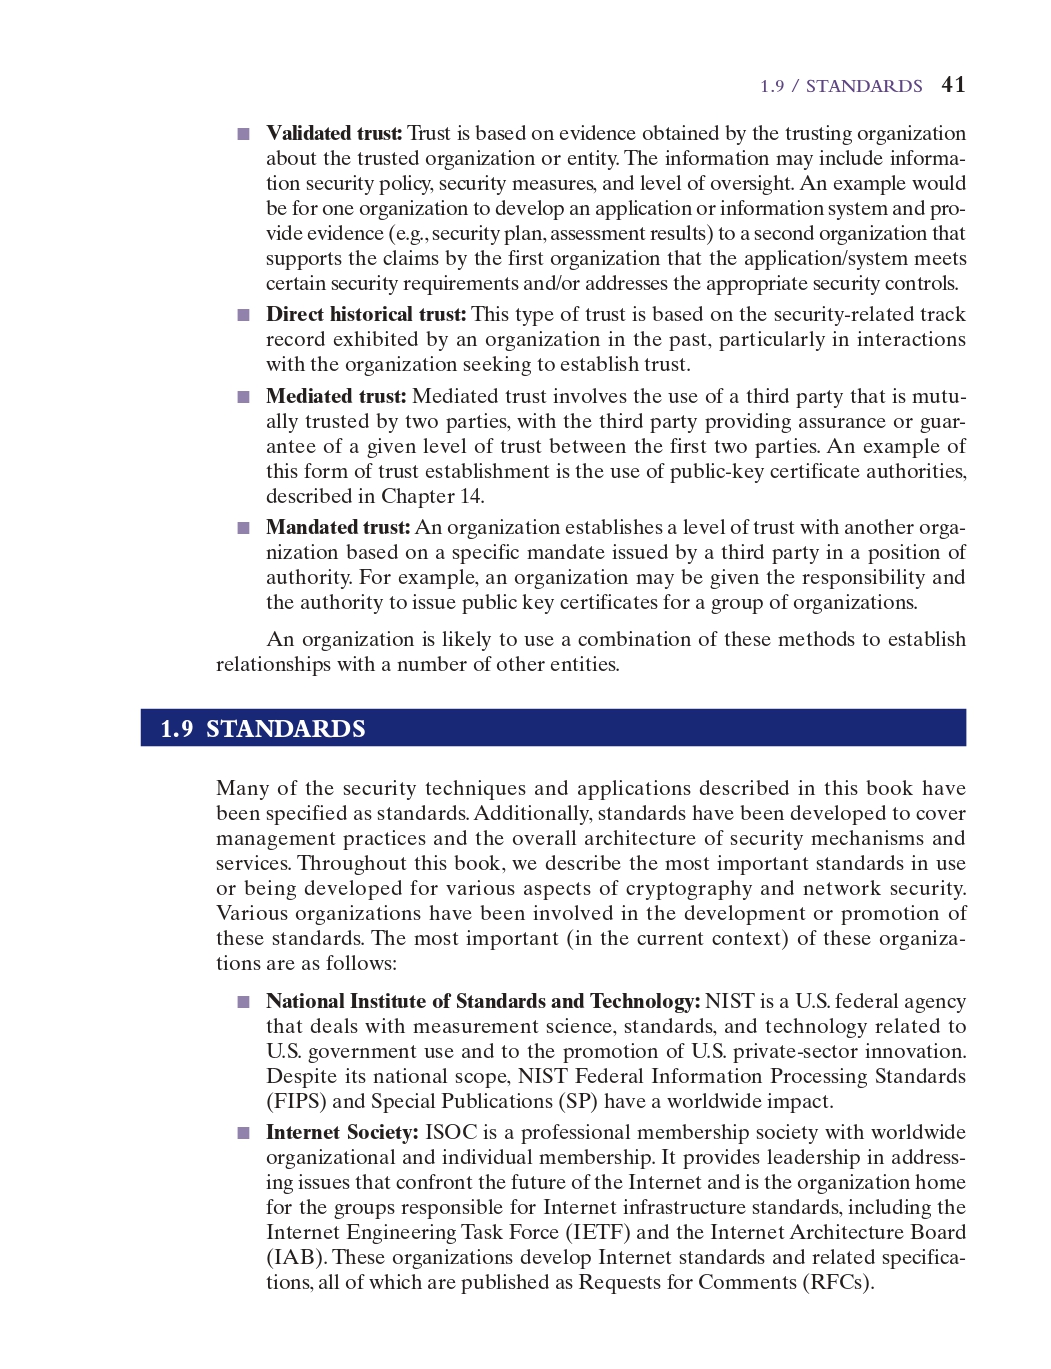 1.9 / STANDARDS 41
■ Validated trust: Trust is based on evidence obtained by the trusting organization
about the trusted organization or entity. The information may include informa-
tion security policy, security measures, and level of oversight. An example would
be for one organization to develop an application or information system and pro-
vide evidence (e.g., security plan, assessment results) to a second organization that
supports the claims by the first organization that the application/system meets
certain security requirements and/or addresses the appropriate security controls.
■ Direct historical trust: This type of trust is based on the security-related track
record exhibited by an organization in the past, particularly in interactions
with the organization seeking to establish trust.
■ Mediated trust: Mediated trust involves the use of a third party that is mutu-
ally trusted by two parties, with the third party providing assurance or guar-
antee of a given level of trust between the first two parties. An example of
this form of trust establishment is the use of public-key certificate authorities,
described in Chapter 14.
■ Mandated trust: An organization establishes a level of trust with another orga-
nization based on a specific mandate issued by a third party in a position of
authority. For example, an organization may be given the responsibility and
the authority to issue public key certificates for a group of organizations.
An organization is likely to use a combination of these methods to establish
relationships with a number of other entities.
1.9 STANDARDS
Many of the security techniques and applications described in this book have
been specified as standards. Additionally, standards have been developed to cover
management practices and the overall architecture of security mechanisms and
services. Throughout this book, we describe the most important standards in use
or being developed for various aspects of cryptography and network security.
Various organizations have been involved in the development or promotion of
these standards. The most important (in the current context) of these organiza-
tions are as follows:
■ National Institute of Standards and Technology: NIST is a U.S. federal agency
that deals with measurement science, standards, and technology related to
U.S. government use and to the promotion of U.S. private-sector innovation.
Despite its national scope, NIST Federal Information Processing Standards
(FIPS) and Special Publications (SP) have a worldwide impact.
■ Internet Society: ISOC is a professional membership society with worldwide
organizational and individual membership. It provides leadership in address-
ing issues that confront the future of the Internet and is the organization home
for the groups responsible for Internet infrastructure standards, including the
Internet Engineering Task Force (IETF) and the Internet Architecture Board
(IAB). These organizations develop Internet standards and related specifica-
tions, all of which are published as Requests for Comments (RFCs).